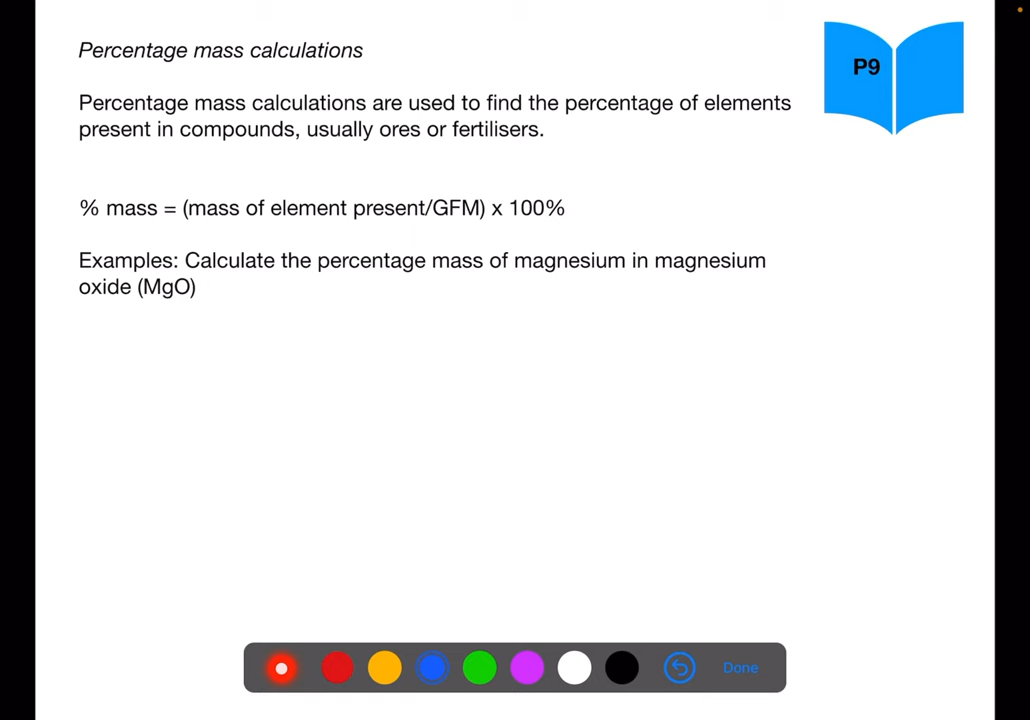 Percentage mass calculations
P9
Percentage mass calculations are used to find the percentage of elements
present in compounds, usually ores or fertilisers.
% mass = (mass of element present/GFM) x 100%
Examples: Calculate the percentage mass of magnesium in magnesium
oxide (MgO)
Done